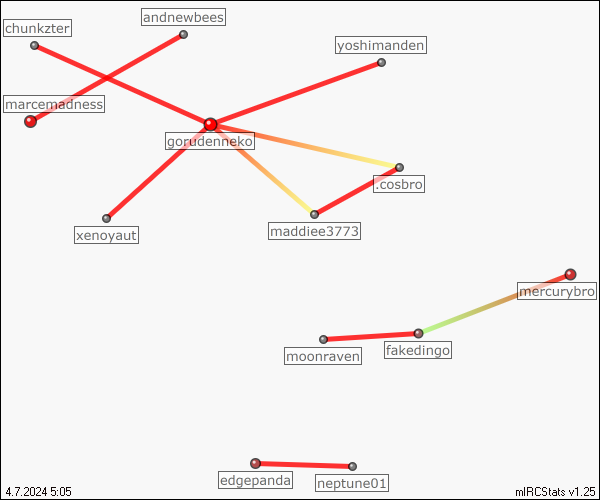 andnewbees
chunkzter
yoshimanden
marcemadness
gorudenneko
.cosbro
maddiee3773
xenoyaut
mercurybro
moonraven
fakedingo
edgepanda
neptune01
4.7.2024 5:05
mIRCStats v1.25